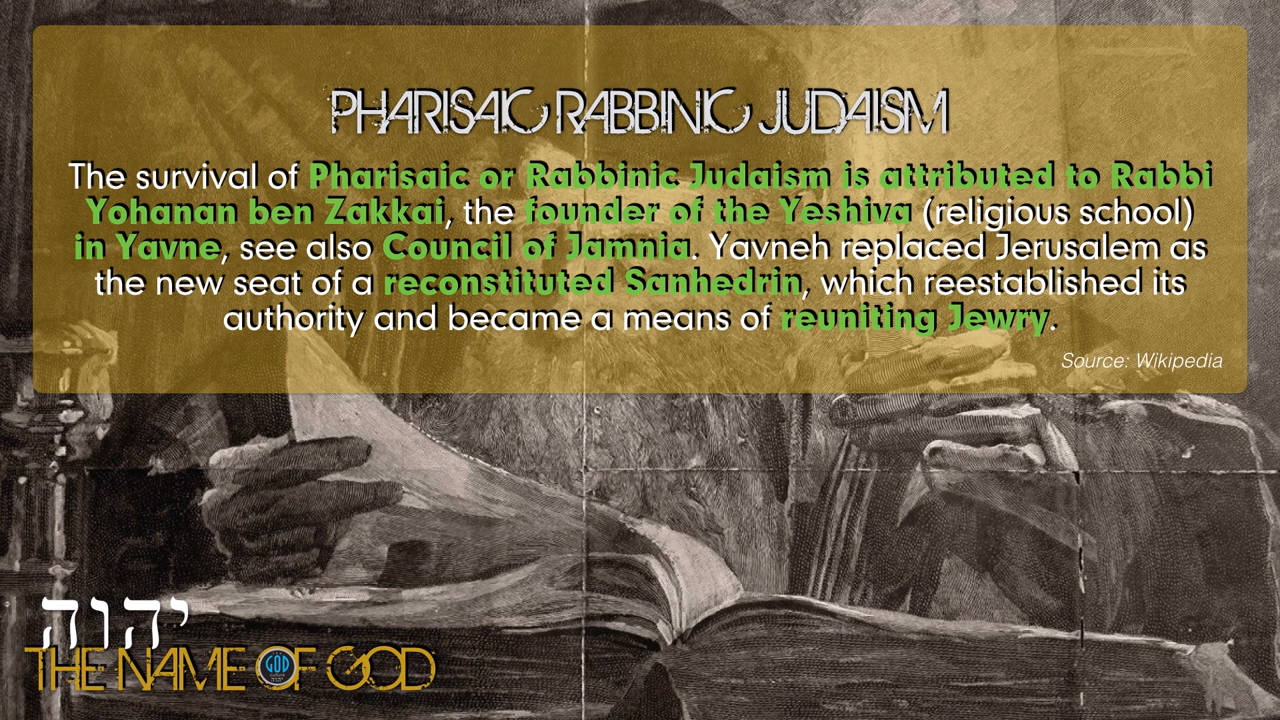 PHARISAIC RABBINIC JUDAISM
The survival of Pharisaic or Rabbinic Judaism is attributed to Rabbi
Yohanan ben Zakkai, the founder of the Yeshiva (religious school)
in Yavne, see also Council of Jamnia. Yavneh replaced Jerusalem as
the new seat of a reconstituted Sanhedrin, which reestablished its
authority and became a means of reuniting Jewry.
Source: Wikipedia
יהוה
THE NAME OF GOD
GOD